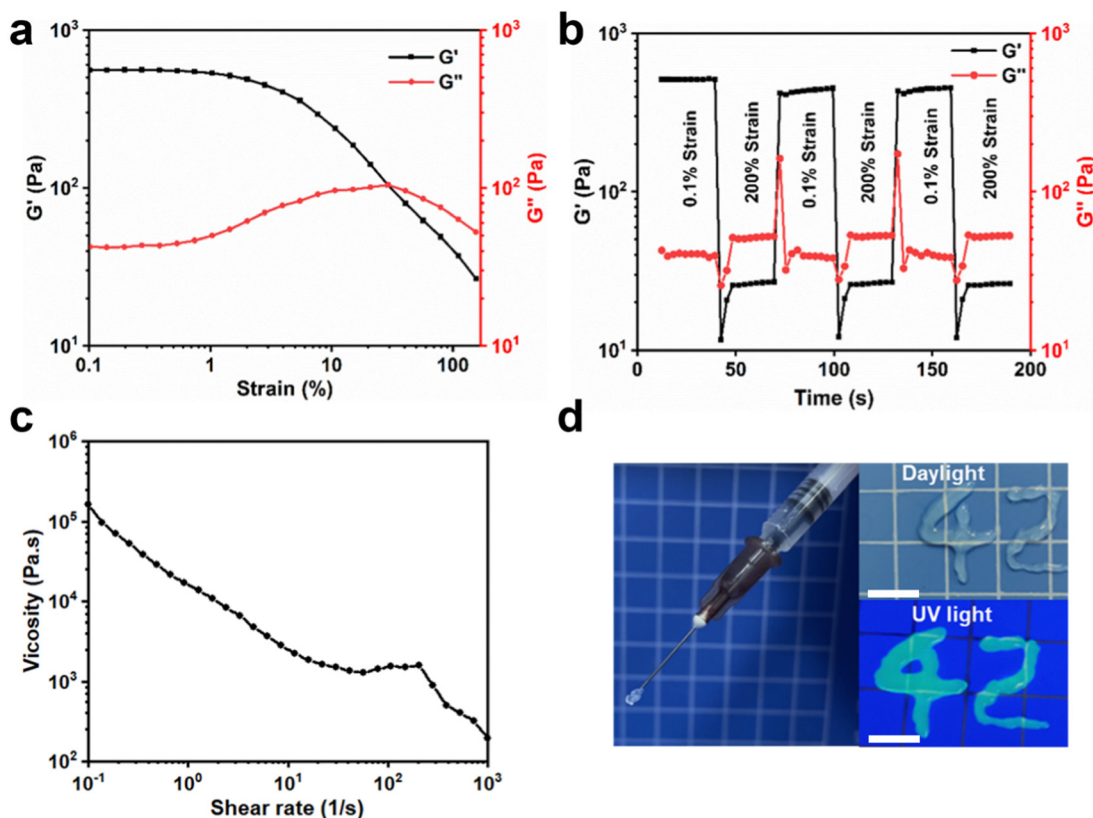 a
10³
10²
10¹
G' (Pa)
0.1
1
10
100
Strain (%)
G'
G''
10³
10²
10¹
G'' (Pa)
b
10³
10²
10¹
G' (Pa)
0
50
100
150
200
Time (s)
G'
G''
0.1% Strain
200% Strain
0.1% Strain
200% Strain
0.1% Strain
200% Strain
10³
10²
10¹
G'' (Pa)
c
10⁶
10⁵
10⁴
10³
10²
Vicosity (Pa.s)
10⁻¹
10⁰
10¹
10²
10³
Shear rate (1/s)
d
Daylight
42
UV light
42